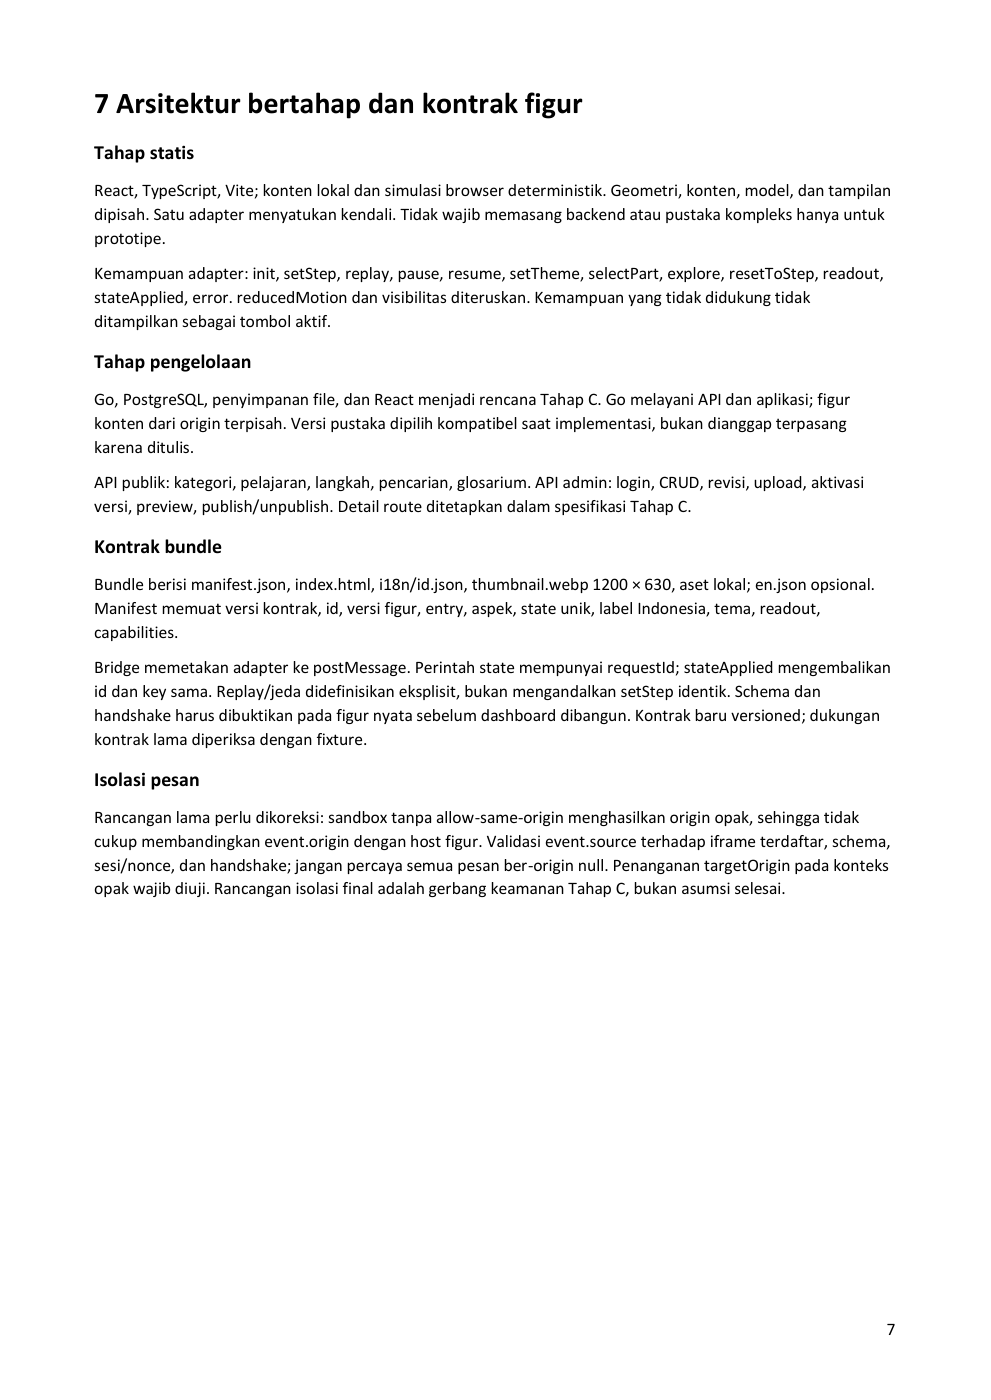 7 Arsitektur bertahap dan kontrak figur
Tahap statis
React, TypeScript, Vite; konten lokal dan simulasi browser deterministik. Geometri, konten, model, dan tampilan
dipisah. Satu adapter menyatukan kendali. Tidak wajib memasang backend atau pustaka kompleks hanya untuk
prototipe.
Kemampuan adapter: init, setStep, replay, pause, resume, setTheme, selectPart, explore, resetToStep, readout,
stateApplied, error. reducedMotion dan visibilitas diteruskan. Kemampuan yang tidak didukung tidak
ditampilkan sebagai tombol aktif.
Tahap pengelolaan
Go, PostgreSQL, penyimpanan file, dan React menjadi rencana Tahap C. Go melayani API dan aplikasi; figur
konten dari origin terpisah. Versi pustaka dipilih kompatibel saat implementasi, bukan dianggap terpasang
karena ditulis.
API publik: kategori, pelajaran, langkah, pencarian, glosarium. API admin: login, CRUD, revisi, upload, aktivasi
versi, preview, publish/unpublish. Detail route ditetapkan dalam spesifikasi Tahap C.
Kontrak bundle
Bundle berisi manifest.json, index.html, i18n/id.json, thumbnail.webp 1200 × 630, aset lokal; en.json opsional.
Manifest memuat versi kontrak, id, versi figur, entry, aspek, state unik, label Indonesia, tema, readout,
capabilities.
Bridge memetakan adapter ke postMessage. Perintah state mempunyai requestId; stateApplied mengembalikan
id dan key sama. Replay/jeda didefinisikan eksplisit, bukan mengandalkan setStep identik. Schema dan
handshake harus dibuktikan pada figur nyata sebelum dashboard dibangun. Kontrak baru versioned; dukungan
kontrak lama diperiksa dengan fixture.
Isolasi pesan
Rancangan lama perlu dikoreksi: sandbox tanpa allow-same-origin menghasilkan origin opak, sehingga tidak
cukup membandingkan event.origin dengan host figur. Validasi event.source terhadap iframe terdaftar, schema,
sesi/nonce, dan handshake; jangan percaya semua pesan ber-origin null. Penanganan targetOrigin pada konteks
opak wajib diuji. Rancangan isolasi final adalah gerbang keamanan Tahap C, bukan asumsi selesai.
7